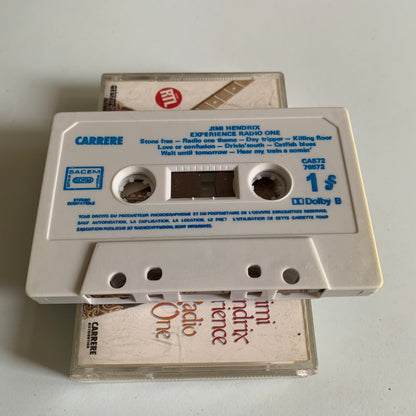 RTL
JIMI HENDRIX
EXPERIENCE RADIO ONE
CARRERE
Stone free - Radio one theme - Day tripper - Killing floor
Love or confusion - Drivin'south - Catfish blues
Wait until tomorrow - Hear my train a comin'
CA572
76572
SACEM
1
STEREO
Dolby B
TOUS DROITS DU PRODUCTEUR PHONOGRAPHIQUE ET DU PROPRIETAIRE DE L'OEUVRE ENREGISTREE RESERVES.
SAUF AUTORISATION, LA DUPLICATION, LA LOCATION, LE PRET L'UTILISATION DE CETTE CASSETTE POUR
EXECUTION PUBLIQUE ET RADIODIFFUSION SONT INTERDITS.
imi
ndrix
rience
adio
One
CARRERE